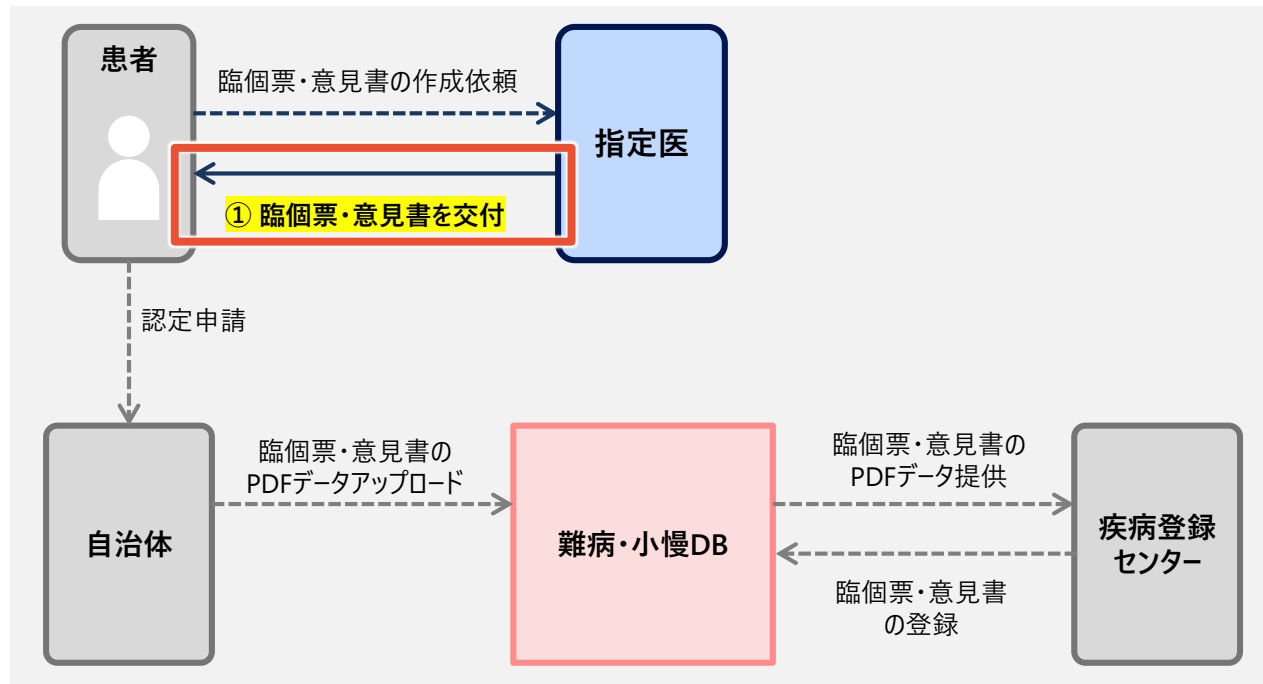 患者
臨個票・意見書の作成依頼
指定医
① 臨個票・意見書を交付
認定申請
自治体
臨個票・意見書の
PDFデータアップロード
難病・小慢DB
臨個票・意見書の
PDFデータ提供
疾病登録
センター
臨個票・意見書
の登録